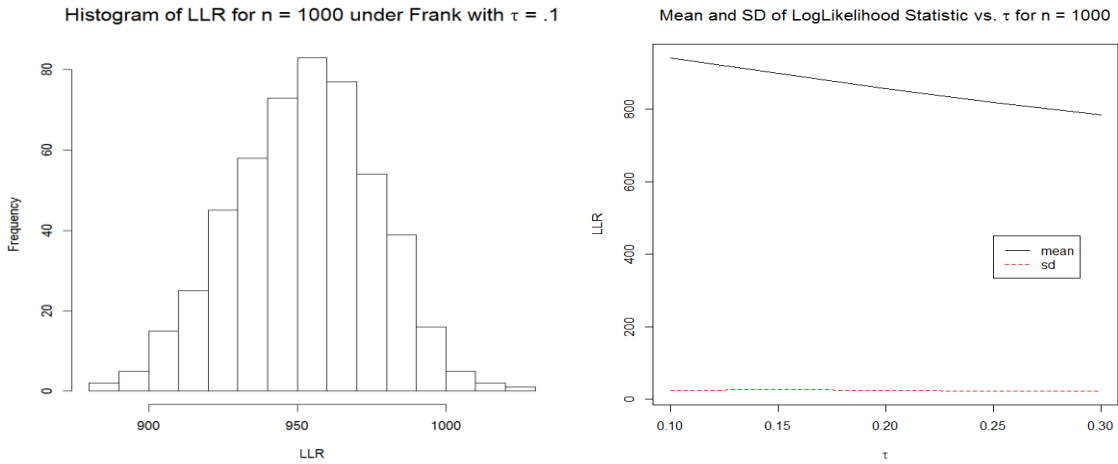 Histogram of LLR for n = 1000 under Frank with τ = .1
Frequency
80
60
40
20
0
900
950
1000
LLR
Mean and SD of LogLikelihood Statistic vs. τ for n = 1000
LLR
800
600
400
200
0
mean
sd
0.10
0.15
0.20
0.25
0.30
τ